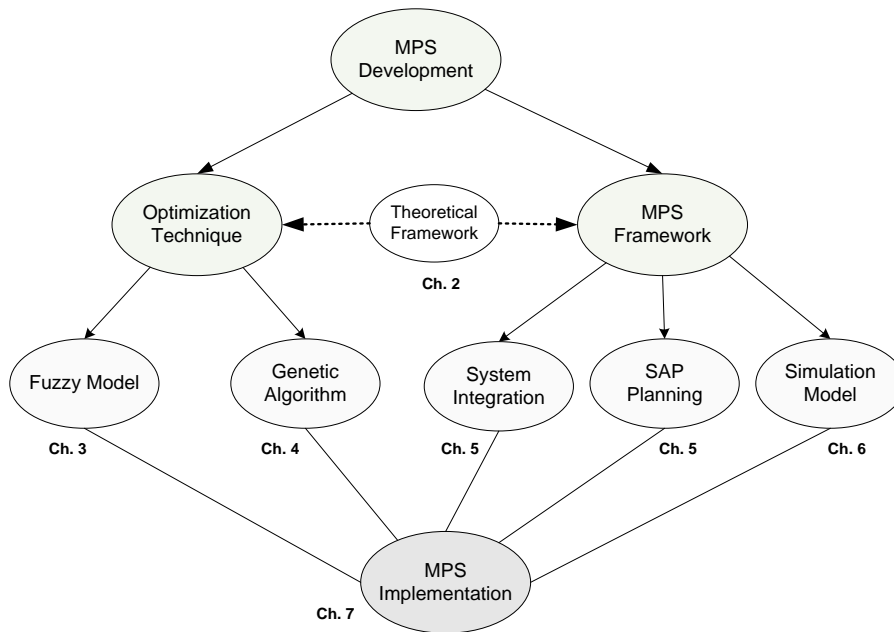 MPS
Development
Optimization
Technique
Theoretical
Framework
MPS
Framework
Ch. 2
Fuzzy Model
Genetic
Algorithm
System
Integration
SAP
Planning
Simulation
Model
Ch. 3
Ch. 4
Ch. 5
Ch. 5
Ch. 6
MPS
Implementation
Ch. 7